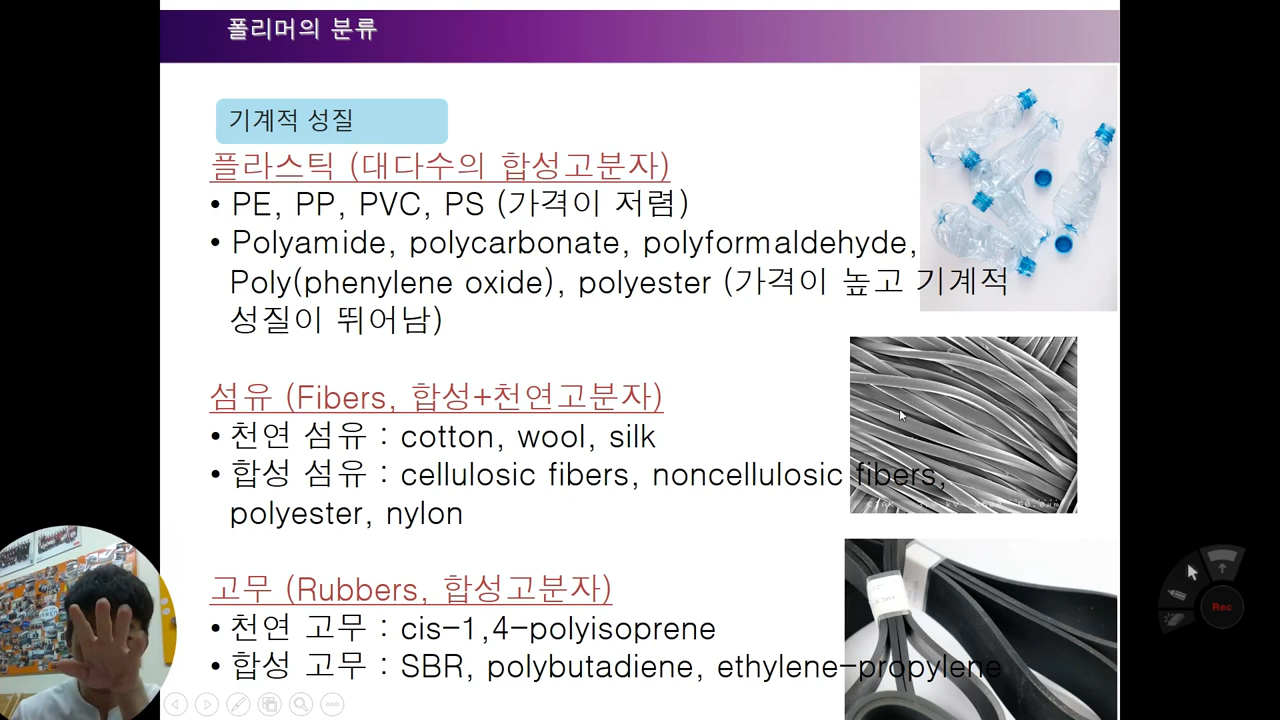 폴리머의 분류
기계적 성질
플라스틱 (대다수의 합성고분자)
• PE, PP, PVC, PS (가격이 저렴)
• Polyamide, polycarbonate, polyformaldehyde,
Poly(phenylene oxide), polyester (가격이 높고 기계적
성질이 뛰어남)
섬유 (Fibers, 합성+천연고분자)
• 천연 섬유 : cotton, wool, silk
• 합성 섬유 : cellulosic fibers, noncellulosic fibers,
polyester, nylon
고무 (Rubbers, 합성고분자)
• 천연 고무 : cis-1,4-polyisoprene
• 합성 고무 : SBR, polybutadiene, ethylene-propylene
Rec